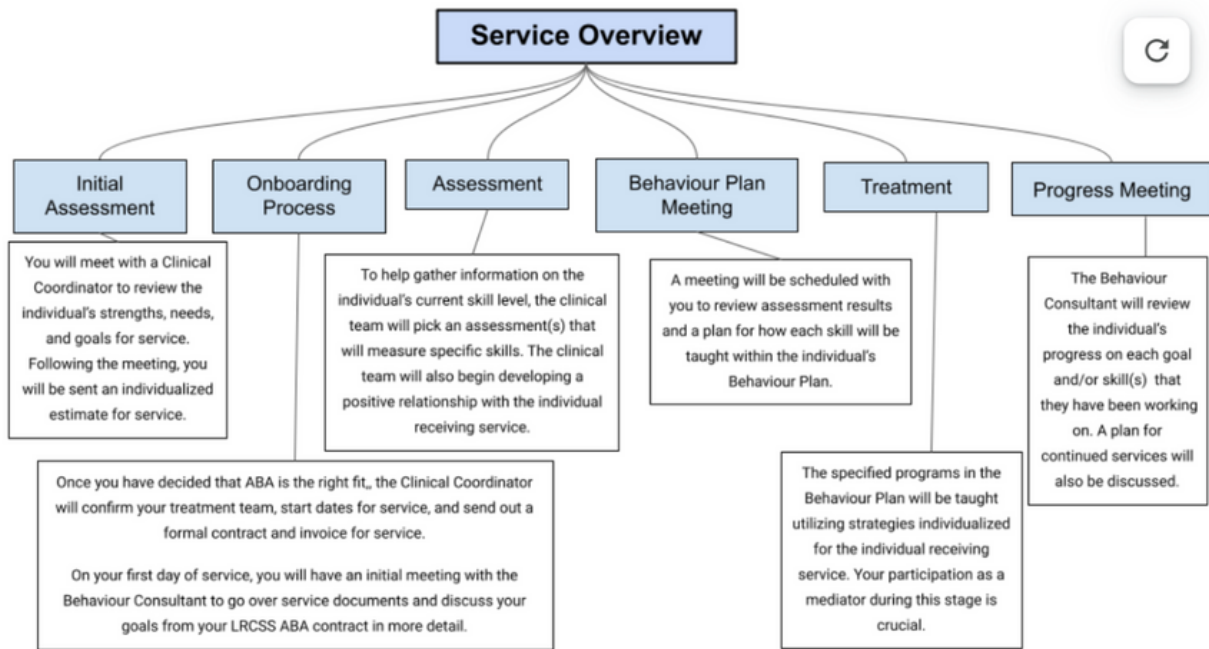 Service Overview
Initial
Assessment
You will meet with a Clinical
Coordinator to review the
individual's strengths, needs,
and goals for service.
Following the meeting, you
will be sent an individualized
estimate for service.
Onboarding
Process
Once you have decided that ABA is the right fit,, the Clinical Coordinator
will confirm your treatment team, start dates for service, and send out a
formal contract and invoice for service.
On your first day of service, you will have an initial meeting with the
Behaviour Consultant to go over service documents and discuss your
goals from your LRCSS ABA contract in more detail.
Assessment
To help gather information on the
individual's current skill level, the clinical
team will pick an assessment(s) that
will measure specific skills. The clinical
team will also begin developing a
positive relationship with the individual
receiving service.
Behaviour Plan
Meeting
A meeting will be scheduled with
you to review assessment results
and a plan for how each skill will be
taught within the individual's
Behaviour Plan.
Treatment
The specified programs in the
Behaviour Plan will be taught
utilizing strategies individualized
for the individual receiving
service. Your participation as a
mediator during this stage is
crucial.
Progress Meeting
The Behaviour
Consultant will review
the individual's
progress on each goal
and/or skill(s) that
they have been working
on. A plan for
continued services will
also be discussed.